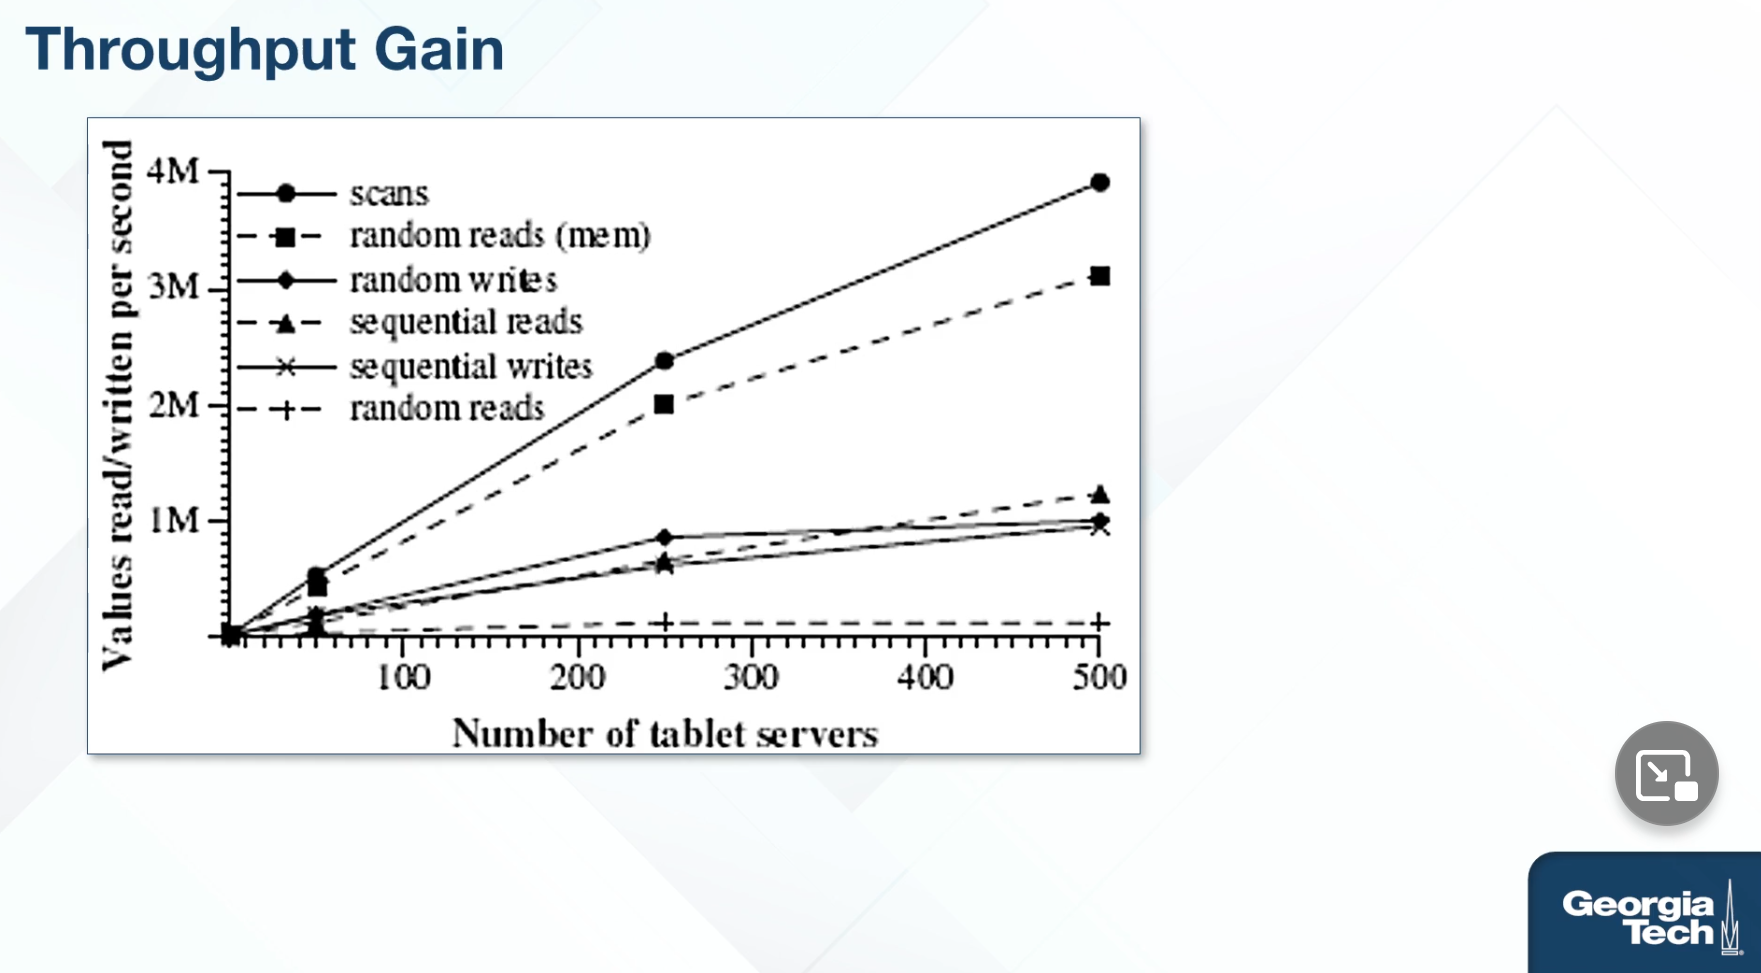 Throughput Gain
Values read/written per second
4M
3M
2M
1M
scans
random reads (mem)
random writes
sequential reads
sequential writes
random reads
100 200 300 400 500
Number of tablet servers
Georgia
Tech